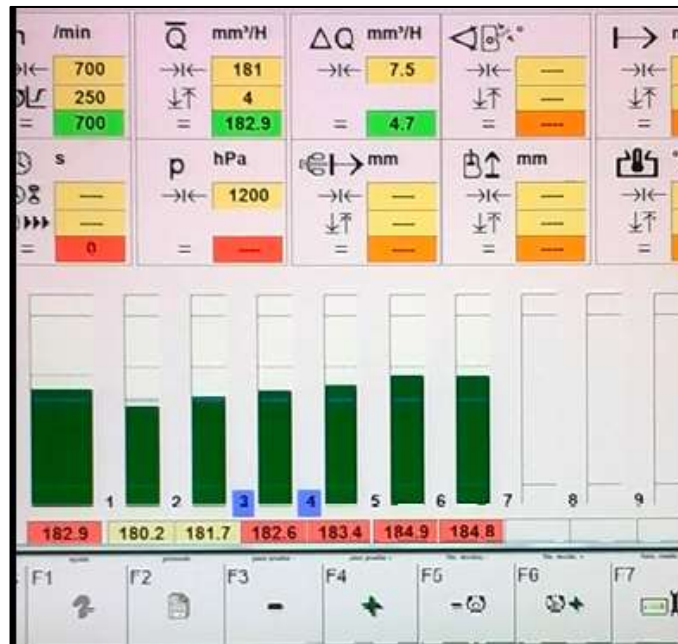 /min Q mm³/H ΔQ mm³/H °
700 181 7.5 ----
250 4 ----
= 700 = 182.9 = 4.7 = ----
s p hPa mm mm
---- 1200 ---- ----
---- ---- ----
= 0 = ---- = ---- = ----
1 2 3 4 5 6 7 8 9
182.9 180.2 181.7 182.6 183.4 184.9 184.8
F1 F2 F3 F4 F5 F6 F7